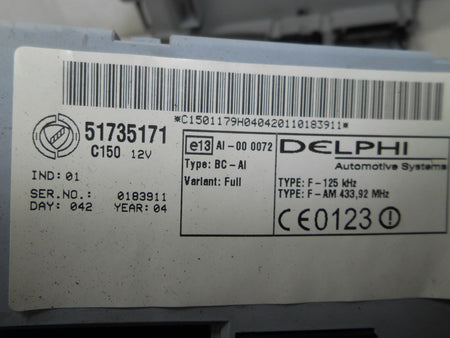 *C1501179H040420110183911*
51735171
C150 12V
IND: 01
SER.NO.: 0183911
DAY: 042 YEAR: 04
e13 AI-00 0072
Type: BC-AI
Variant: Full
DELPHI
Automotive Systems
TYPE: F-125 kHz
TYPE: F-AM 433,92 MHz
CE0123